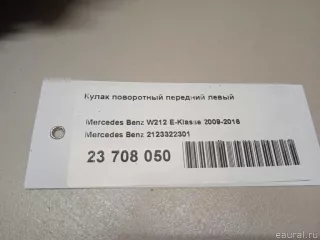 Кулак поворотный передний левый
Mercedes Benz W212 E-Klasse 2009-2016
Mercedes Benz 2123322301
23 708 050
eaural.ru